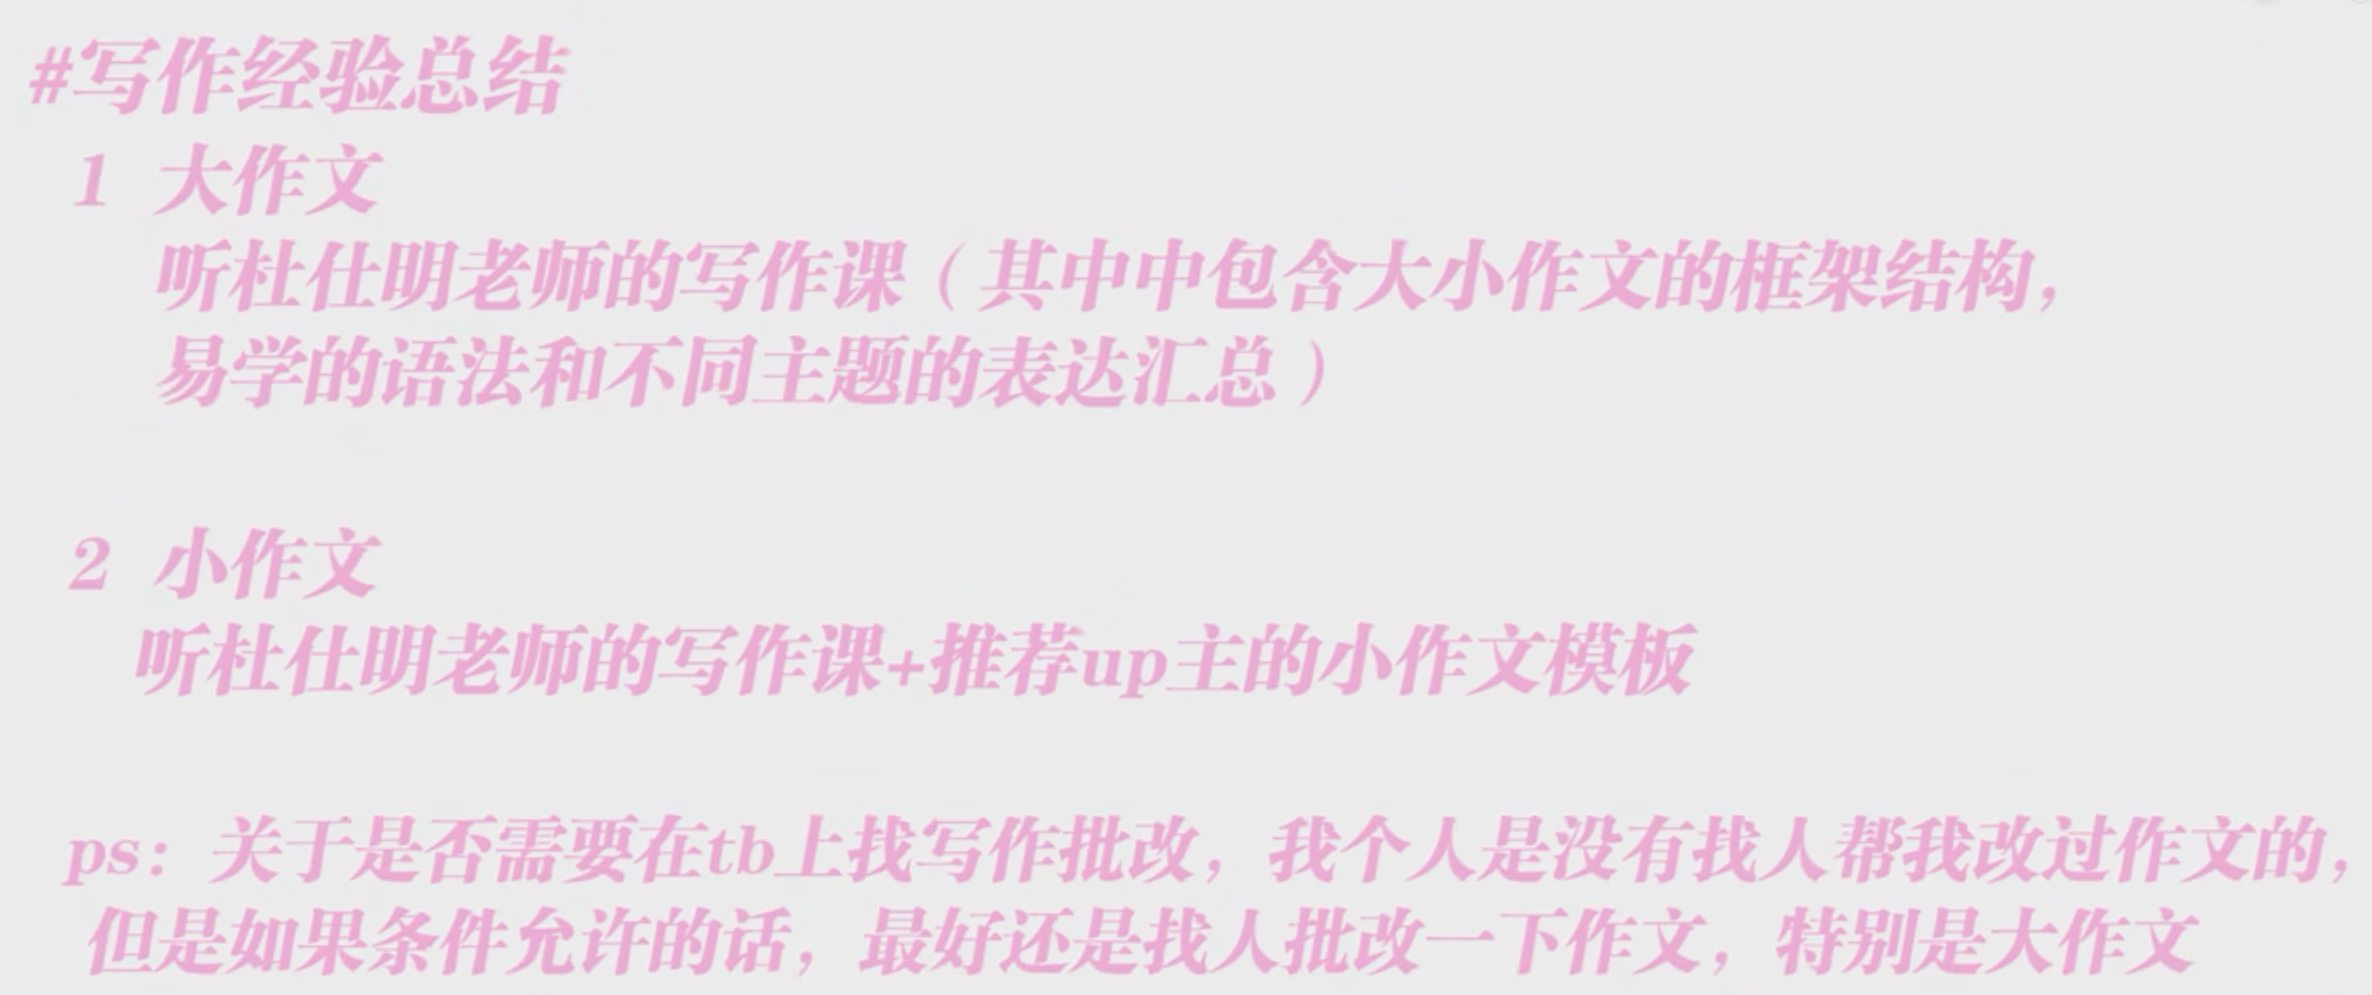 #写作经验总结
1 大作文
听杜仕明老师的写作课（其中中包含大小作文的框架结构，
易学的语法和不同主题的表达汇总）
2 小作文
听杜仕明老师的写作课+推荐up主的小作文模板
ps：关于是否需要在tb上找写作批改，我个人是没有找人帮我改过作文的，
但是如果条件允许的话，最好还是找人批改一下作文，特别是大作文